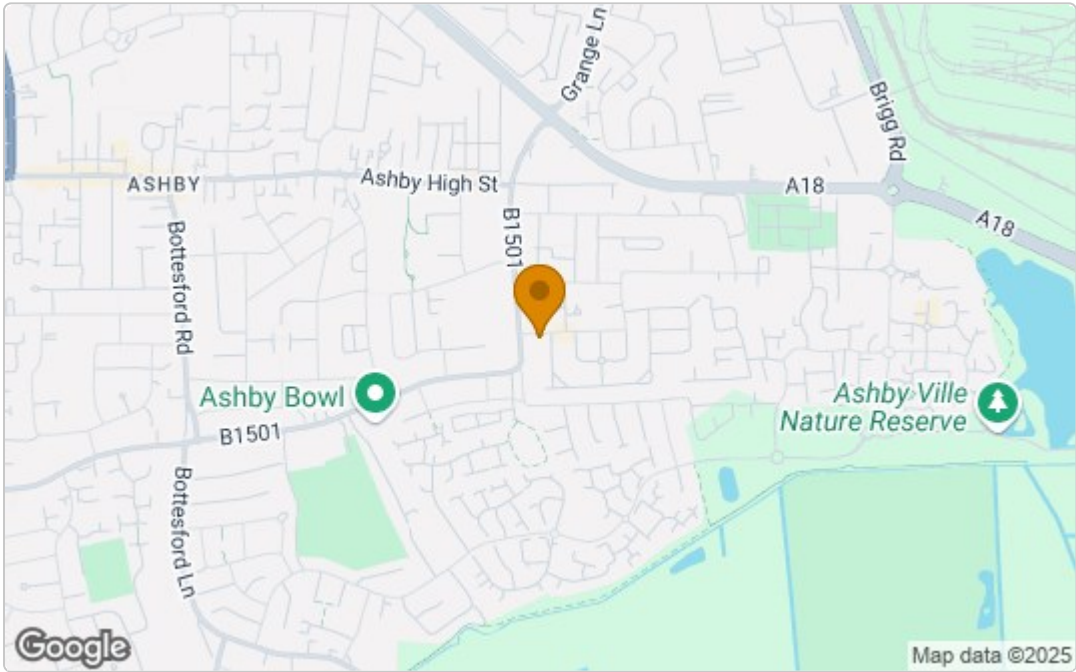 Grange Ln
Brigg Rd
ASHBY
Ashby High St
A18
A18
B1501
Bottesford Rd
Ashby Bowl
Ashby Ville
Nature Reserve
B1501
Bottesford Ln
Google
Map data ©2025